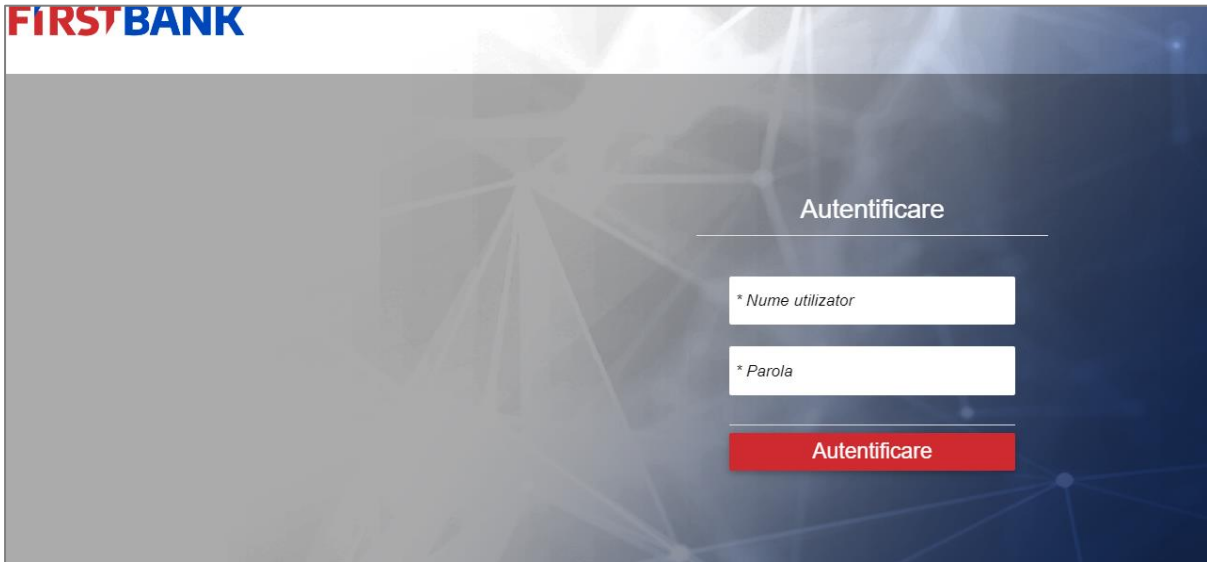 FIRSTBANK
Autentificare
* Nume utilizator
* Parola
Autentificare